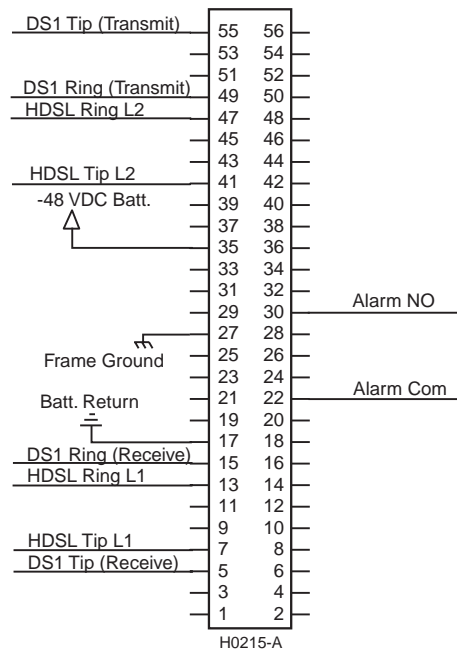 DS1 Tip (Transmit) 55 56
53 54
51 52
DS1 Ring (Transmit) 49 50
HDSL Ring L2 47 48
45 46
43 44
HDSL Tip L2 41 42
-48 VDC Batt. 39 40
37 38
35 36
33 34
31 32
29 30 Alarm NO
27 28
Frame Ground 25 26
23 24
Batt. Return 21 22 Alarm Com
19 20
17 18
DS1 Ring (Receive) 15 16
HDSL Ring L1 13 14
11 12
9 10
HDSL Tip L1 7 8
DS1 Tip (Receive) 5 6
3 4
1 2
H0215-A